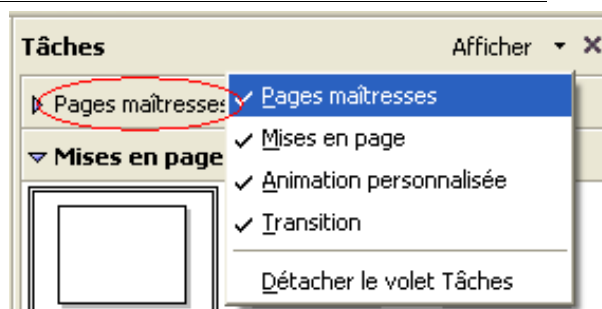 Tâches Afficher
Pages maîtresses
Pages maîtresses
Mises en page
Mises en page
Animation personnalisée
Transition
Détacher le volet Tâches